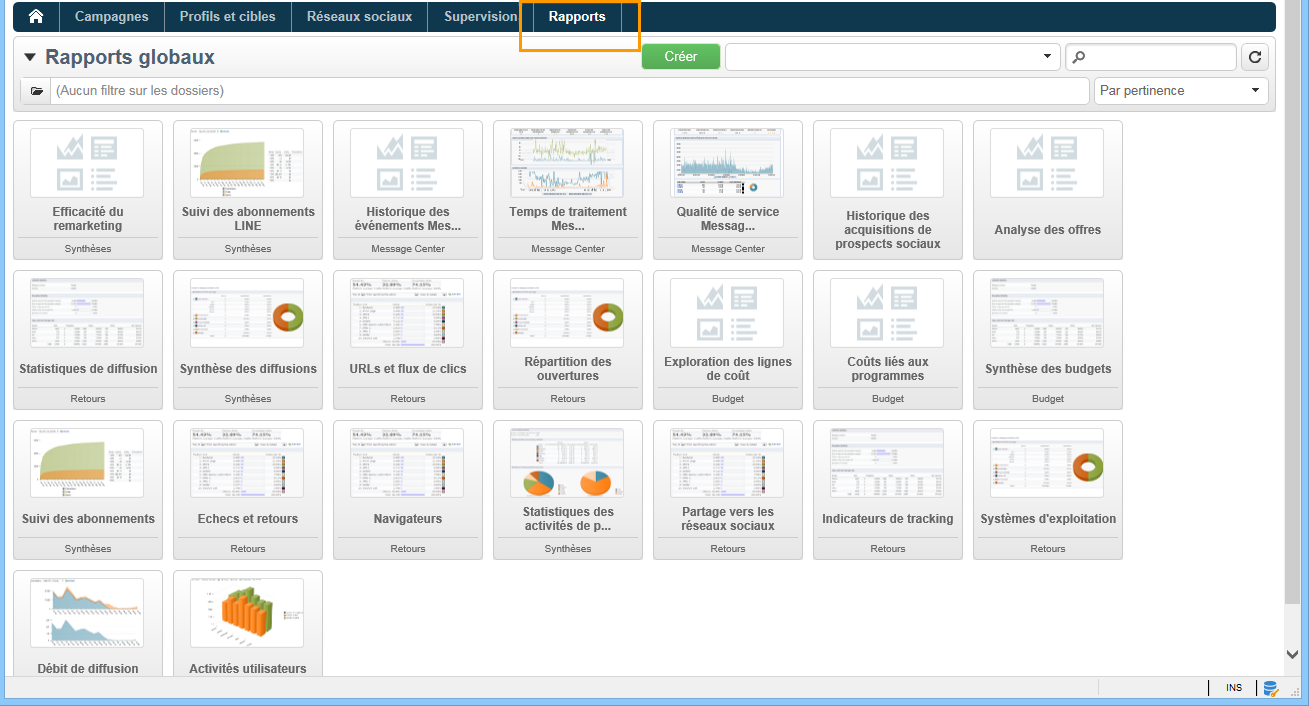 Campagnes Profils et cibles Réseaux sociaux Supervision Rapports
Rapports globaux Créer
(Aucun filtre sur les dossiers) Par pertinence
Efficacité du remarketing
Synthèses
Suivi des abonnements LINE
Synthèses
Historique des événements Mes...
Message Center
Temps de traitement Mes...
Message Center
Qualité de service Messag...
Message Center
Historique des acquisitions de prospects sociaux
Analyse des offres
Statistiques de diffusion
Retours
Synthèse des diffusions
Synthèses
URLs et flux de clics
Retours
Répartition des ouvertures
Retours
Exploration des lignes de coût
Budget
Coûts liés aux programmes
Budget
Synthèse des budgets
Budget
Suivi des abonnements
Synthèses
Echecs et retours
Retours
Navigateurs
Retours
Statistiques des activités de p...
Synthèses
Partage vers les réseaux sociaux
Retours
Indicateurs de tracking
Retours
Systèmes d'exploitation
Retours
Débit de diffusion
Activités utilisateurs
INS